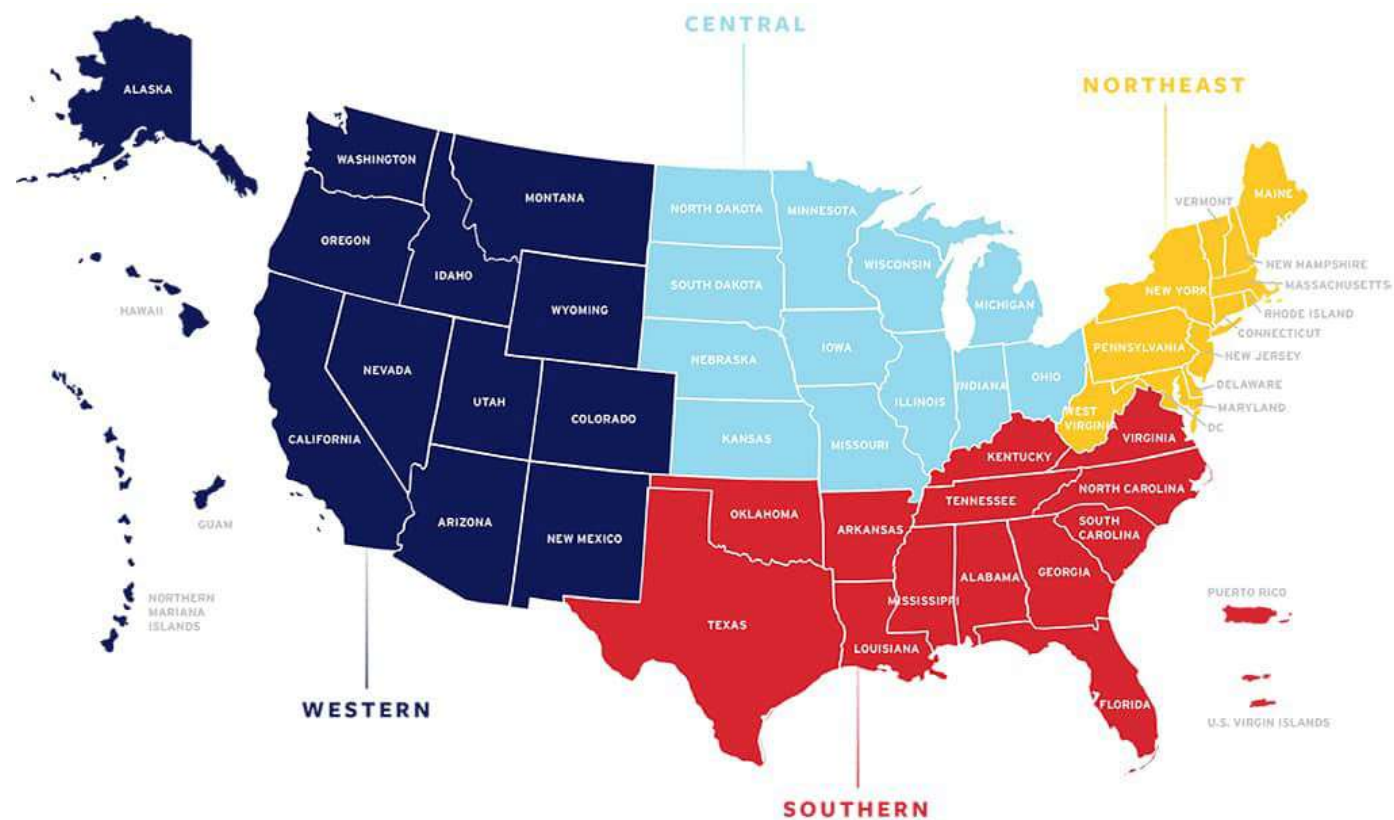 CENTRAL
NORTHEAST
ALASKA
WASHINGTON
MONTANA
NORTH DAKOTA
MINNESOTA
VERMONT
MAINE
OREGON
IDAHO
SOUTH DAKOTA
WISCONSIN
MICHIGAN
NEW YORK
NEW HAMPSHIRE
MASSACHUSETTS
RHODE ISLAND
CONNECTICUT
HAWAII
WYOMING
NEBRASKA
IOWA
PENNSYLVANIA
NEW JERSEY
NEVADA
UTAH
COLORADO
KANSAS
MISSOURI
ILLINOIS
INDIANA
OHIO
WEST
VIRGINIA
DELAWARE
MARYLAND
DC
CALIFORNIA
KENTUCKY
VIRGINIA
ARIZONA
NEW MEXICO
OKLAHOMA
ARKANSAS
TENNESSEE
NORTH CAROLINA
SOUTH
CAROLINA
GUAM
NORTHERN
MARIANA
ISLANDS
TEXAS
LOUISIANA
MISSISSIPPI
ALABAMA
GEORGIA
FLORIDA
PUERTO RICO
U.S. VIRGIN ISLANDS
WESTERN
SOUTHERN